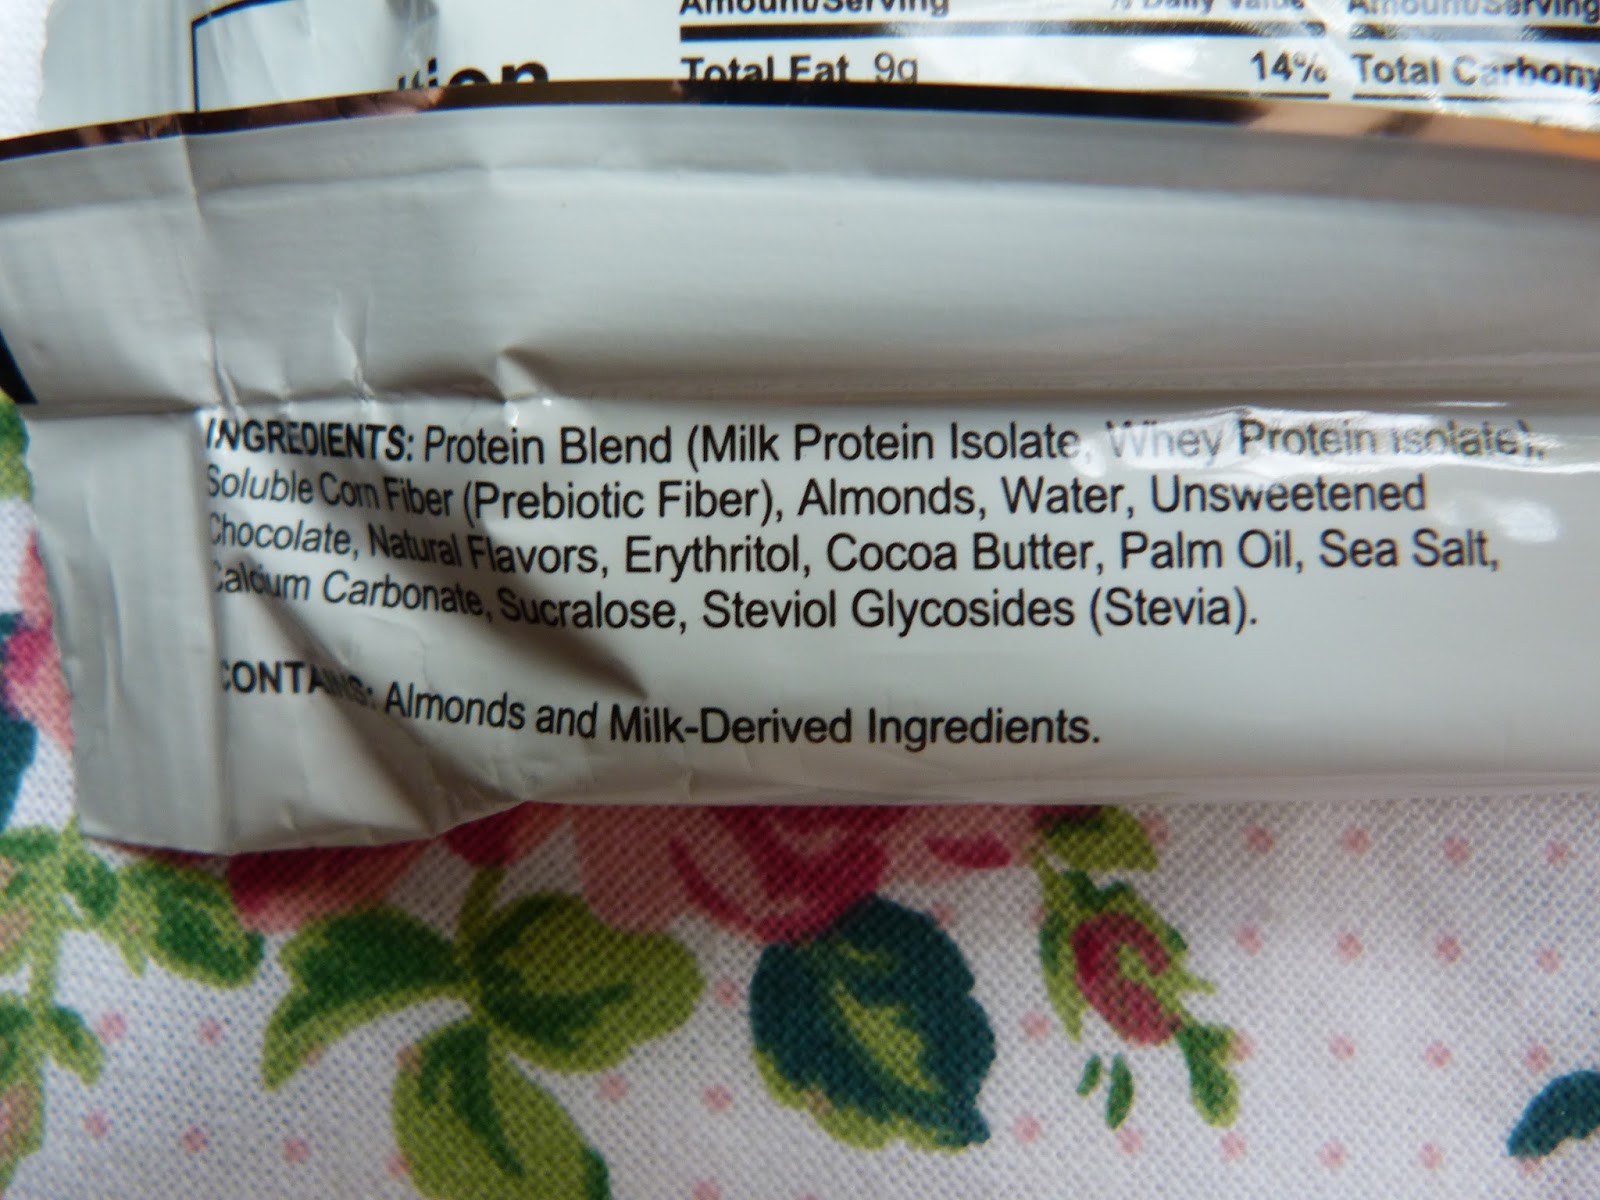 Amount/Serving % Daily Value Amount/Serving
Total Fat 9g 14% Total Carbohy
INGREDIENTS: Protein Blend (Milk Protein Isolate, Whey Protein Isolate),
Soluble Corn Fiber (Prebiotic Fiber), Almonds, Water, Unsweetened
Chocolate, Natural Flavors, Erythritol, Cocoa Butter, Palm Oil, Sea Salt,
Calcium Carbonate, Sucralose, Steviol Glycosides (Stevia).
CONTAINS: Almonds and Milk-Derived Ingredients.